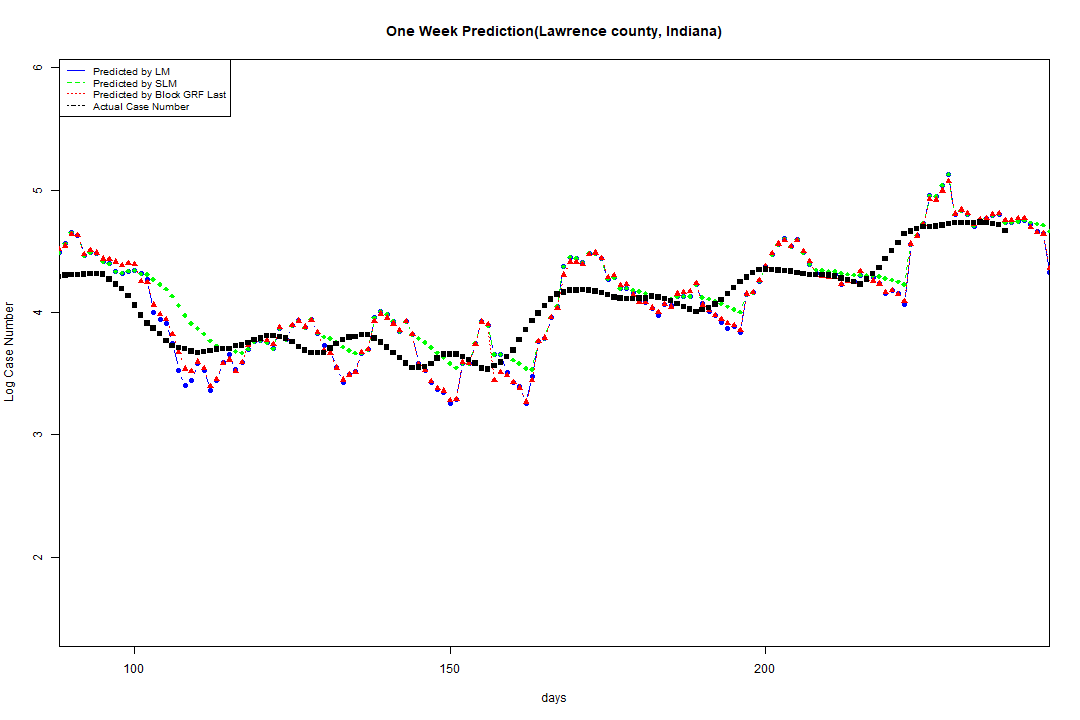 One Week Prediction(Lawrence county, Indiana)
Predicted by LM
Predicted by SLM
Predicted by Block GRF Last
Actual Case Number
6
5
4
3
2
Log Case Number
100
150
200
days